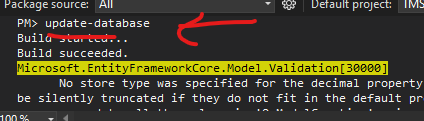 Package source: All Default project: TMS
PM> update-database
Build started...
Build succeeded.
Microsoft.EntityFrameworkCore.Model.Validation[30000]
No store type was specified for the decimal property
be silently truncated if they do not fit in the default pr
100 %